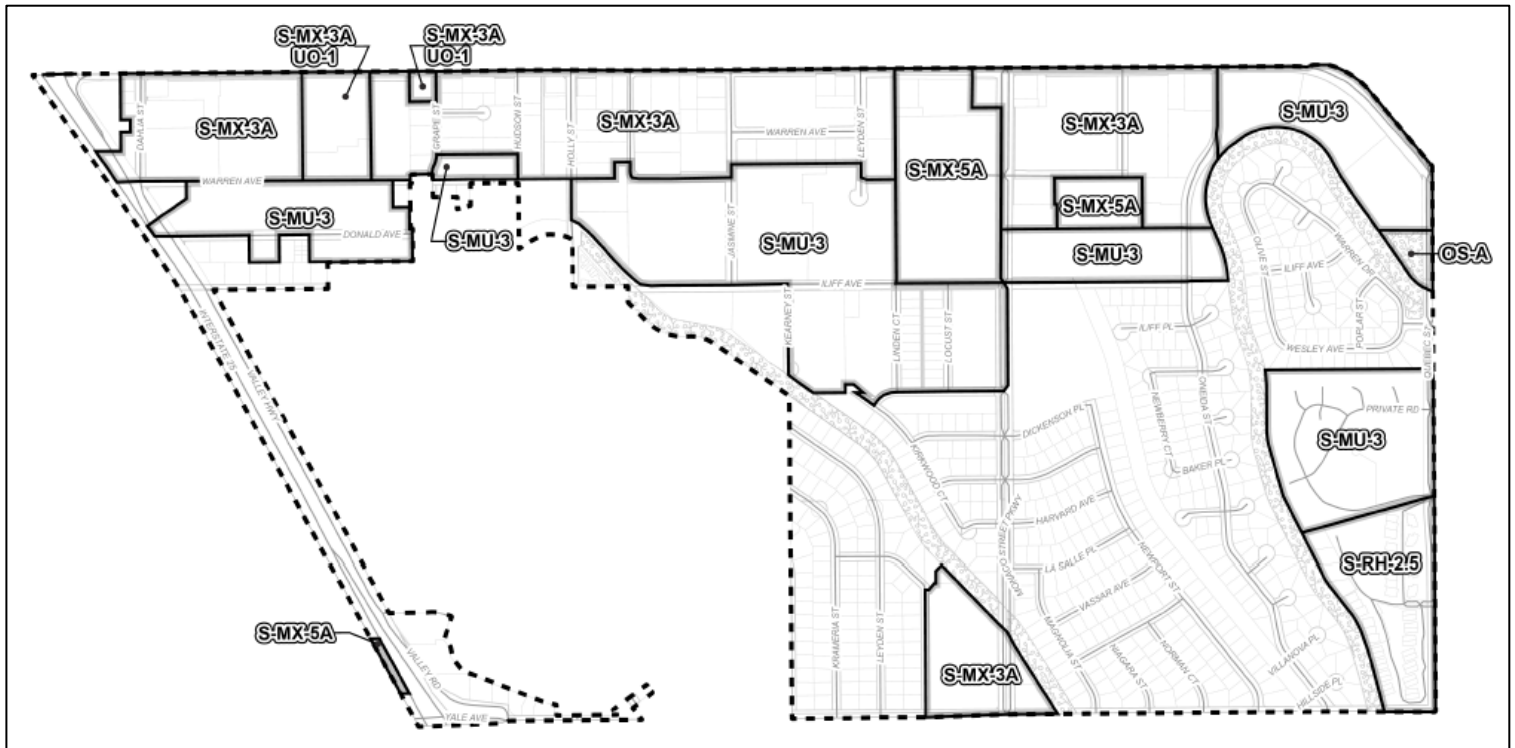 S-MX-3A
UO-1
S-MX-3A
UO-1
DAHLIA ST
S-MX-3A
GRAPE ST
HUDSON ST
HOLLY ST
S-MX-3A
WARREN AVE
LEYDEN ST
S-MX-3A
S-MU-3
WARREN AVE
S-MX-5A
S-MX-5A
S-MU-3
DONALD AVE
S-MU-3
JASMINE ST
S-MU-3
S-MU-3
OLIVE ST
WARREN DR
ILIFF AVE
OS-A
POPLAR ST
ILIFF AVE
INTERSTATE 25
VALLEY HWY
KEARNEY ST
LINDEN CT
LOCUST ST
ILIFF PL
WESLEY AVE
QUEBEC ST
NEWBERRY CT
ONEIDA ST
PRIVATE RD
DICKENSON PL
S-MU-3
KIRKWOOD CT
BAKER PL
HARVARD AVE
MONACO STREET PKWY
LA SALLE PL
NEWPORT ST
S-RH-2.5
VASSAR AVE
KRAMERIA ST
LEYDEN ST
MAGNOLIA ST
S-MX-5A
VALLEY RD
NIAGARA ST
NORMAN CT
VILLANOVA PL
S-MX-3A
HILLSIDE PL
YALE AVE